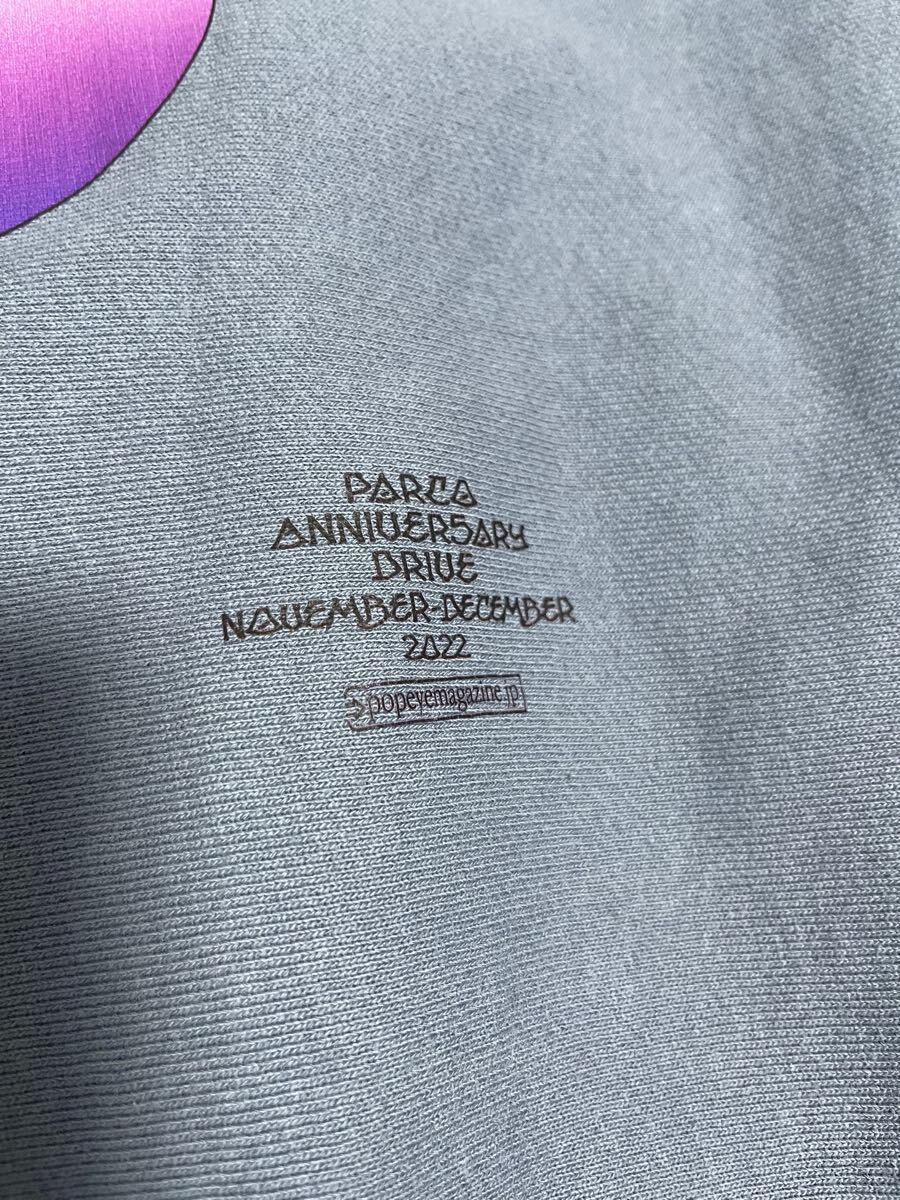 PARCO
ANNIVERSARY
DRIVE
NOVEMBER-DECEMBER
2022
popeyemagazine.jp